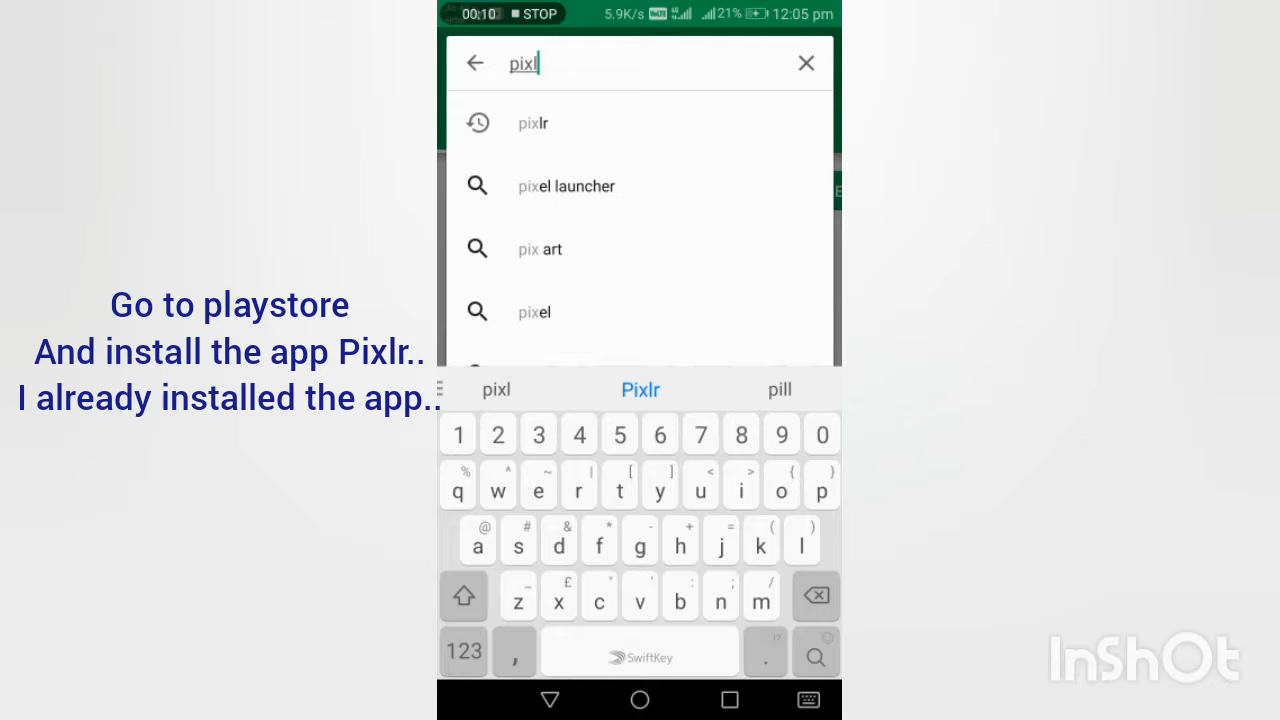 00:10 STOP 5.9K/s VoLTE 4G 21% 12:05 pm
pixl
pixlr
pixel launcher
pix art
pixel
Go to playstore
And install the app Pixlr..
I already installed the app..
pixl Pixlr pill
1 2 3 4 5 6 7 8 9 0
% ^ ~ | [ ] < > { }
q w e r t y u i o p
@ # & * - + = ( )
a s d f g h j k l
_ £ " ' : ; /
z x c v b n m
123 , SwiftKey . !?
InShOt